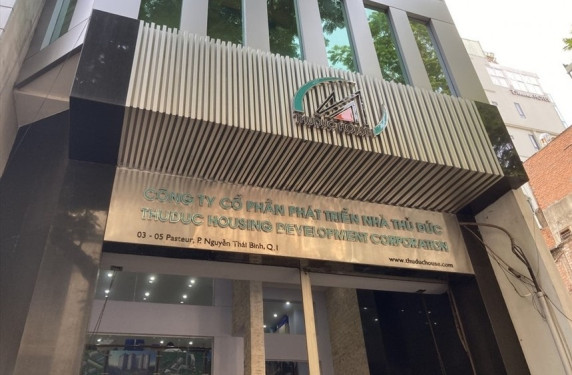 THUDUC HOUSE
CÔNG TY CỔ PHẦN PHÁT TRIỂN NHÀ THỦ ĐỨC
THUDUC HOUSING DEVELOPMENT CORPORATION
03 - 05 Pasteur, P. Nguyễn Thái Bình, Q.1
www.thuduchouse.com